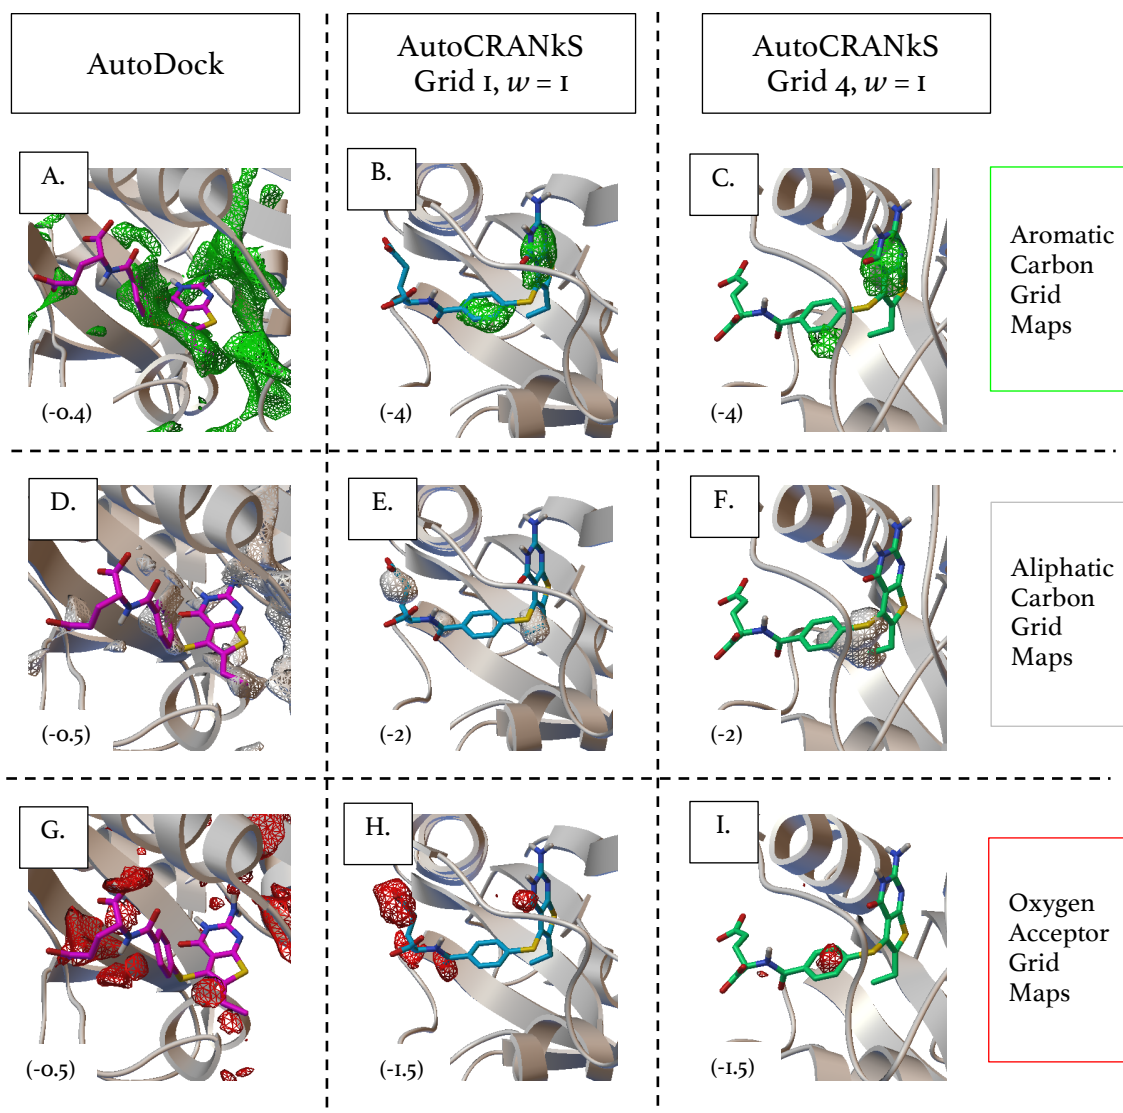 AutoDock
AutoCRANkS
Grid 1, w = 1
AutoCRANkS
Grid 4, w = 1
A.
B.
C.
(-0.4)
(-4)
(-4)
Aromatic
Carbon
Grid
Maps
D.
E.
F.
(-0.5)
(-2)
(-2)
Aliphatic
Carbon
Grid
Maps
G.
H.
I.
(-0.5)
(-1.5)
(-1.5)
Oxygen
Acceptor
Grid
Maps